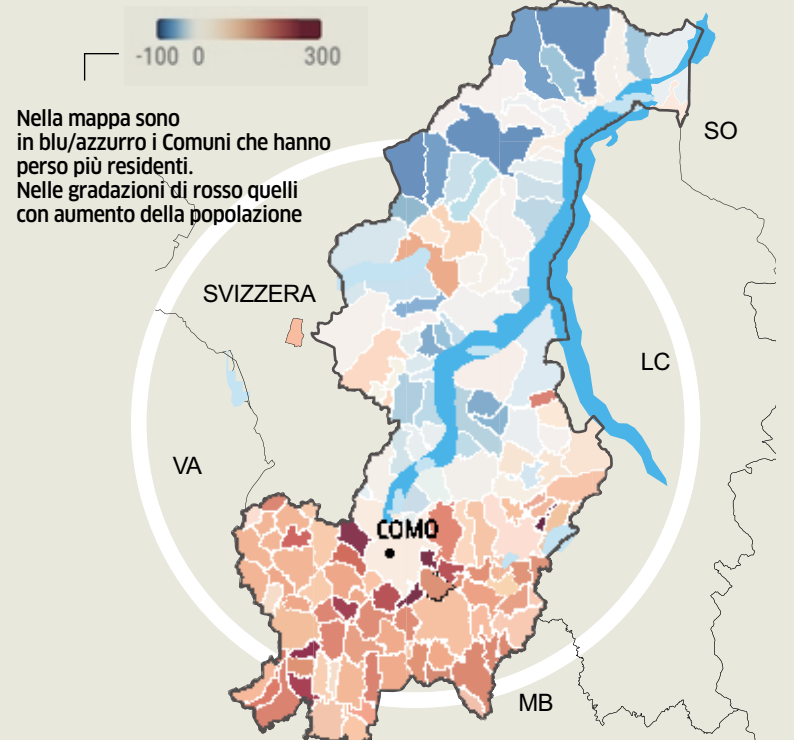 -100 0 300
Nella mappa sono
in blu/azzurro i Comuni che hanno
perso più residenti.
Nelle gradazioni di rosso quelli
con aumento della popolazione
SO
SVIZZERA
LC
VA
COMO
MB